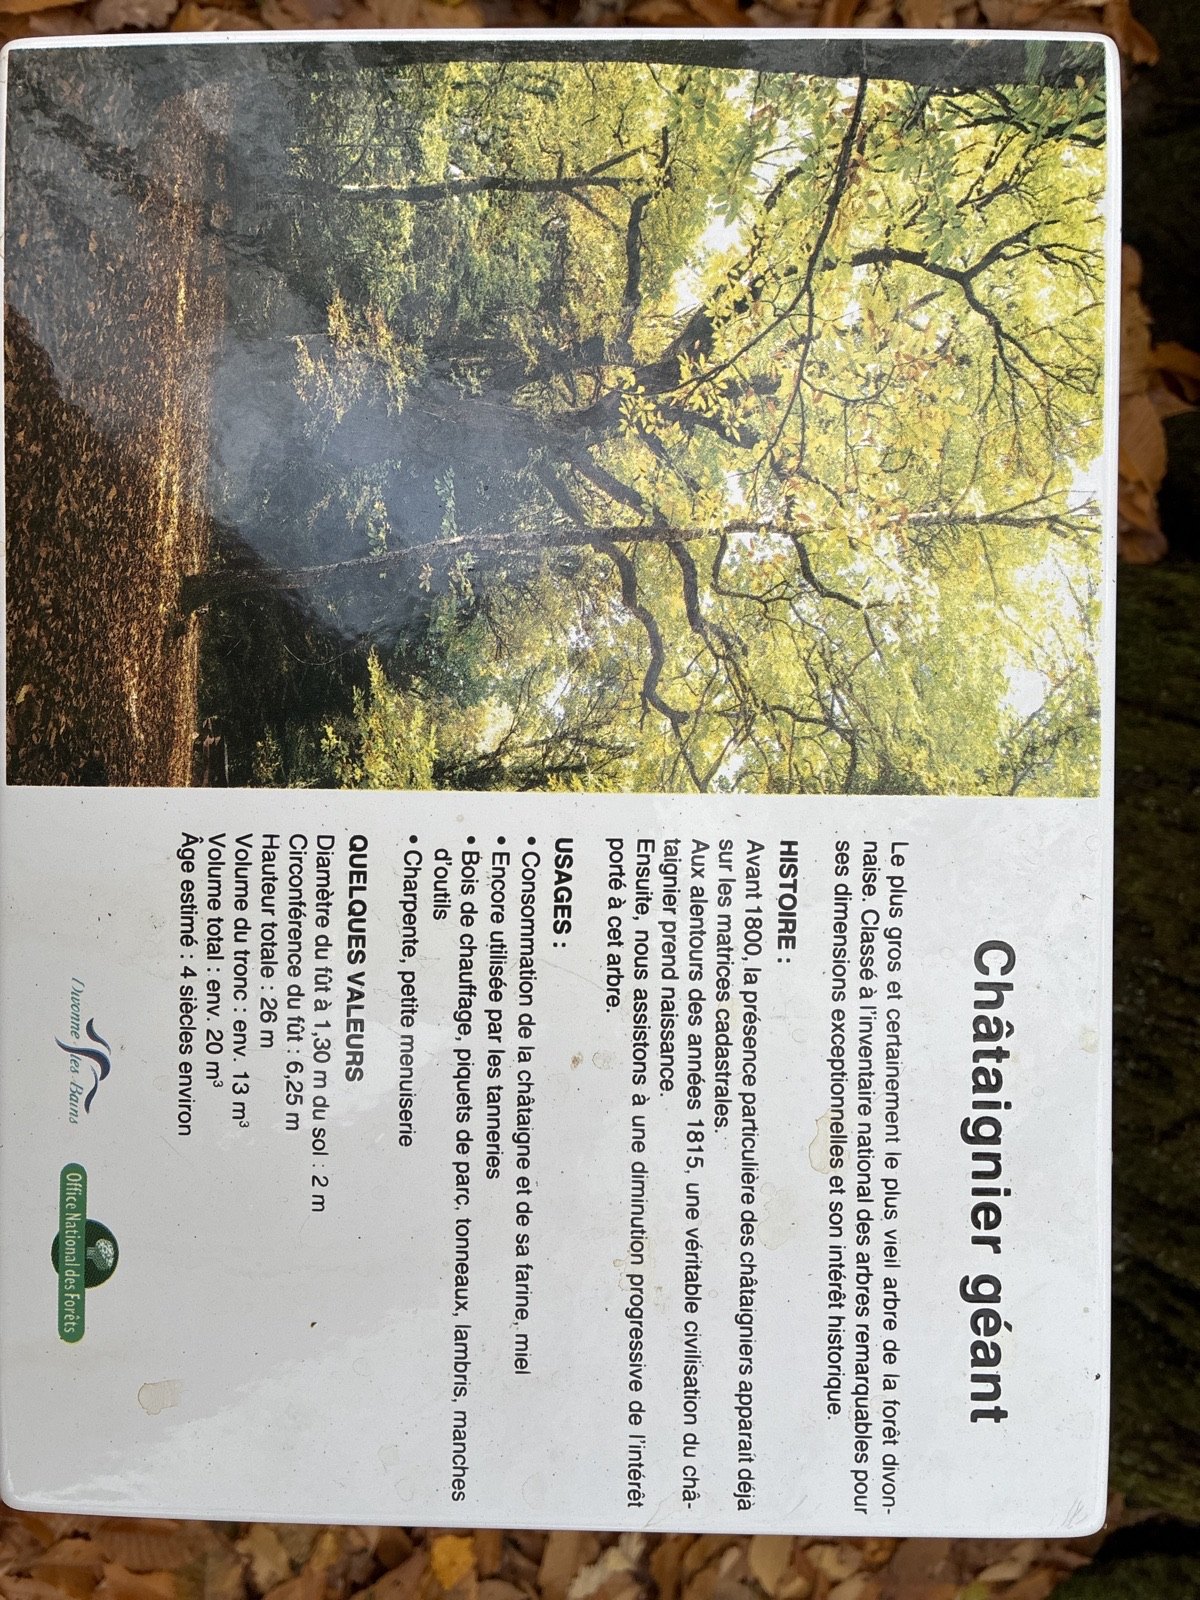 Châtaignier géant
Le plus gros et certainement le plus vieil arbre de la forêt divon-
naise. Classé à l'inventaire national des arbres remarquables pour
ses dimensions exceptionnelles et son intérêt historique.
HISTOIRE :
Avant 1800, la présence particulière des châtaigniers apparait déjà
sur les matrices cadastrales.
Aux alentours des années 1815, une véritable civilisation du châ-
taignier prend naissance.
Ensuite, nous assistons à une diminution progressive de l'intérêt
porté à cet arbre.
USAGES :
• Consommation de la châtaigne et de sa farine, miel
• Encore utilisée par les tanneries
• Bois de chauffage, piquets de parc, tonneaux, lambris, manches
d'outils
• Charpente, petite menuiserie
QUELQUES VALEURS
Diamètre du fût à 1,30 m du sol : 2 m
Circonférence du fût : 6,25 m
Hauteur totale : 26 m
Volume du tronc : env. 13 m³
Volume total : env. 20 m³
Âge estimé : 4 siècles environ
Divonne les Bains
Office National des Forêts